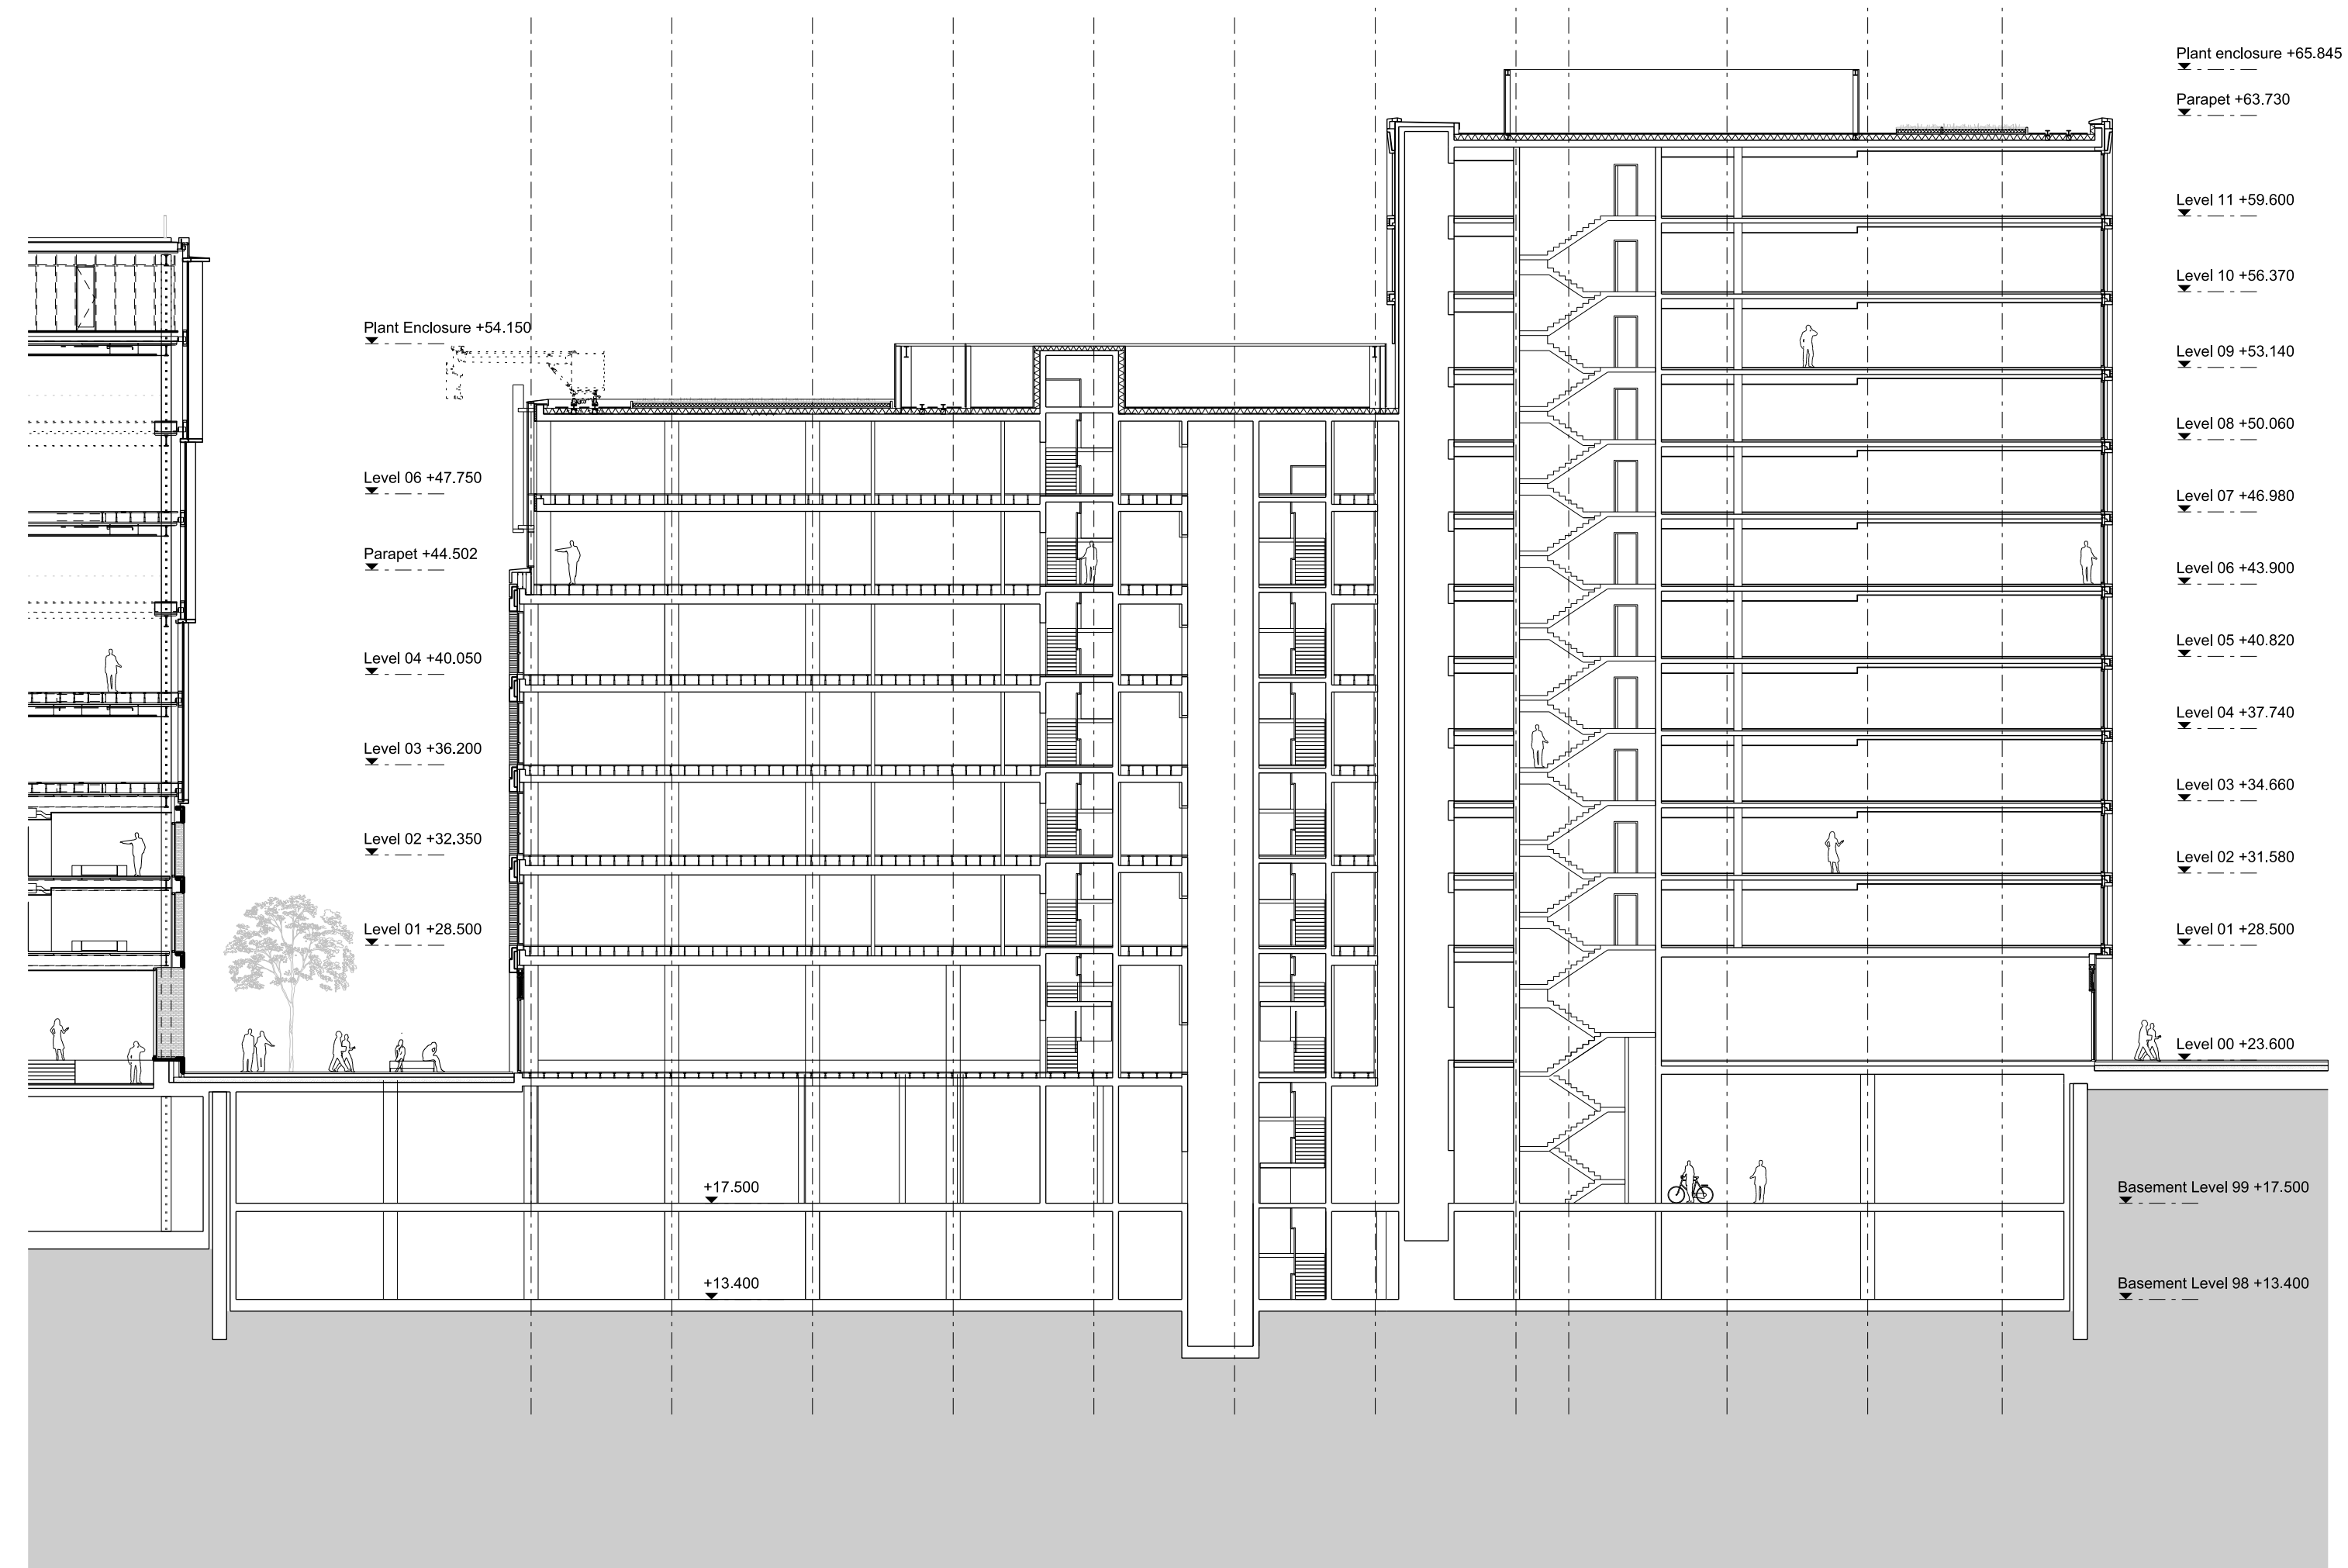 Plant enclosure +65.845
Parapet +63.730
Level 11 +59.600
Level 10 +56.370
Plant Enclosure +54.150
Level 09 +53.140
Level 08 +50.060
Level 06 +47.750
Level 07 +46.980
Parapet +44.502
Level 06 +43.900
Level 05 +40.820
Level 04 +40.050
Level 04 +37.740
Level 03 +36.200
Level 03 +34.660
Level 02 +32.350
Level 02 +31.580
Level 01 +28.500
Level 01 +28.500
Level 00 +23.600
+17.500
Basement Level 99 +17.500
+13.400
Basement Level 98 +13.400